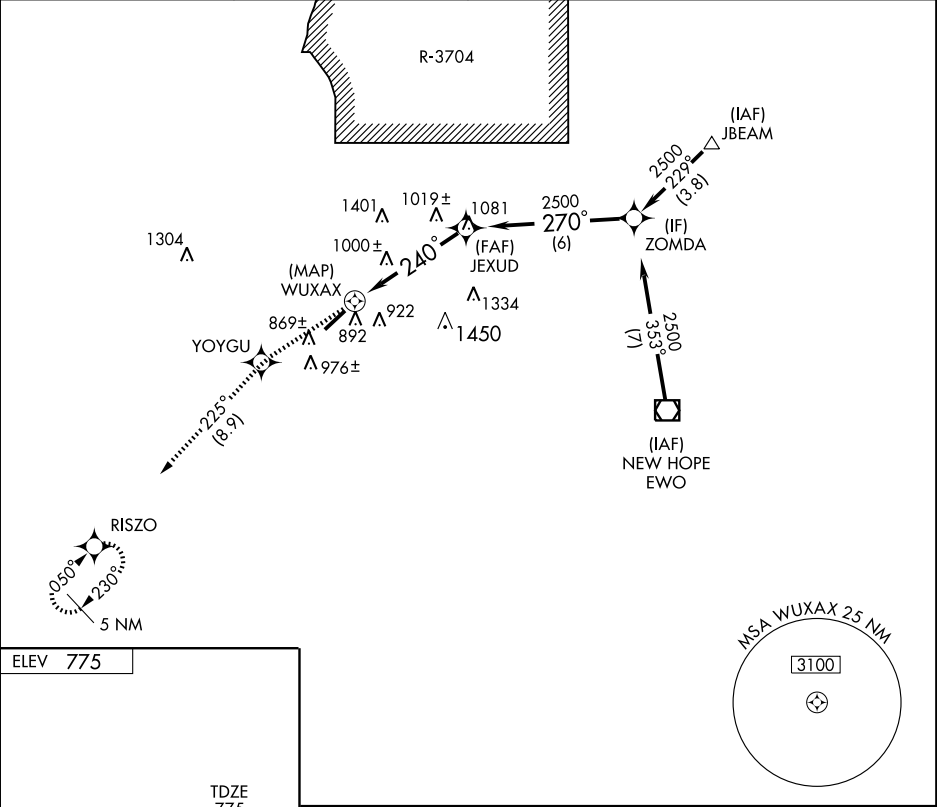 R-3704
(IAF)
JBEAM
2500
229°
(3.8)
1401
1019±
1081
2500
270°
(6)
(IF)
ZOMDA
1304
1000±
240°
(FAF)
JEXUD
(MAP)
WUXAX
1334
869±
892
922
1450
2500
353°
(7)
YOYGU
976±
225°
(8.9)
(IAF)
NEW HOPE
EWO
RISZO
050°
230°
5 NM
MSA WUXAX 25 NM
3100
ELEV 775
TDZE
775